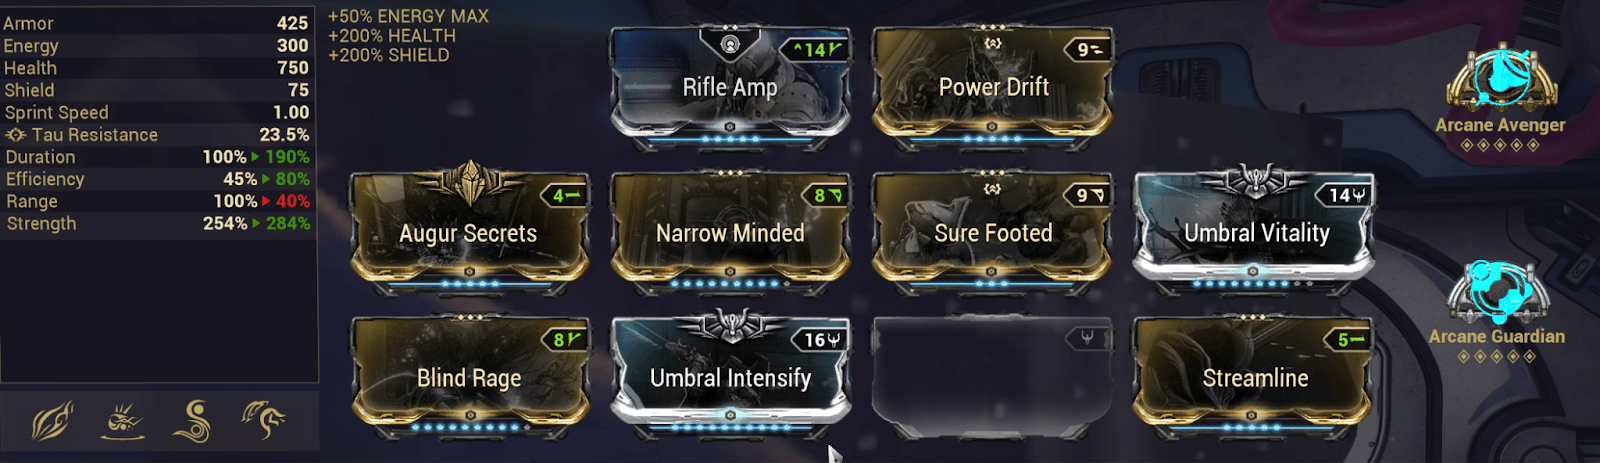 Armor 425
Energy 300
Health 750
Shield 75
Sprint Speed 1.00
Tau Resistance 23.5%
Duration 100% ▸ 190%
Efficiency 45% ▸ 80%
Range 100% ▸ 40%
Strength 254% ▸ 284%
+50% ENERGY MAX
+200% HEALTH
+200% SHIELD
14
Rifle Amp
9
Power Drift
Arcane Avenger
4
Augur Secrets
8
Narrow Minded
9
Sure Footed
14
Umbral Vitality
8
Blind Rage
16
Umbral Intensify
5
Streamline
Arcane Guardian